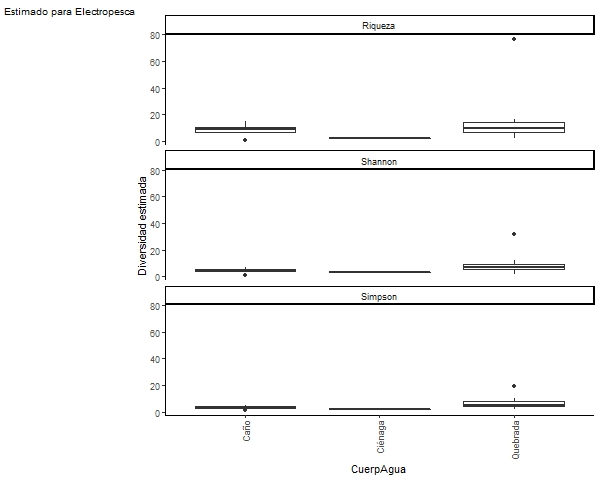 Estimado para Electropesca
Riqueza
80
60
40
20
0
Shannon
80
60
40
20
0
Simpson
80
60
40
20
0
Diversidad estimada
Caño
Ciénaga
Quebrada
CuerpAgua